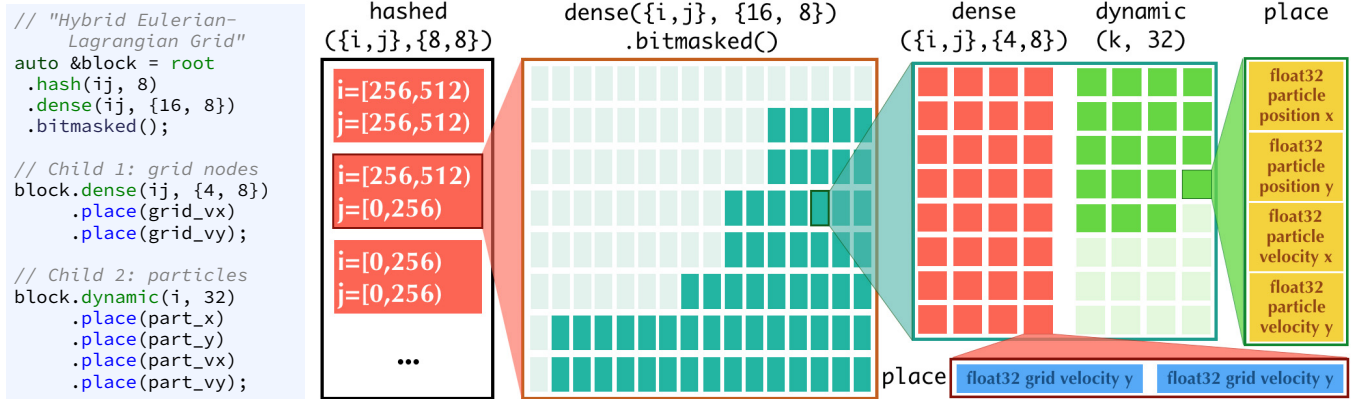 // "Hybrid Eulerian-
Lagrangian Grid"
auto &block = root
.hash(ij, 8)
.dense(ij, {16, 8})
.bitmasked();
// Child 1: grid nodes
block.dense(ij, {4, 8})
.place(grid_vx)
.place(grid_vy);
// Child 2: particles
block.dynamic(i, 32)
.place(part_x)
.place(part_y)
.place(part_vx)
.place(part_vy);
hashed
({i,j},{8,8})
i=[256,512)
j=[256,512)
i=[256,512)
j=[0,256)
i=[0,256)
j=[0,256)
...
dense({i,j}, {16, 8})
.bitmasked()
dense
({i,j},{4,8})
dynamic
(k, 32)
place
float32
particle
position x
float32
particle
position y
float32
particle
velocity x
float32
particle
velocity y
place
float32 grid velocity y
float32 grid velocity y